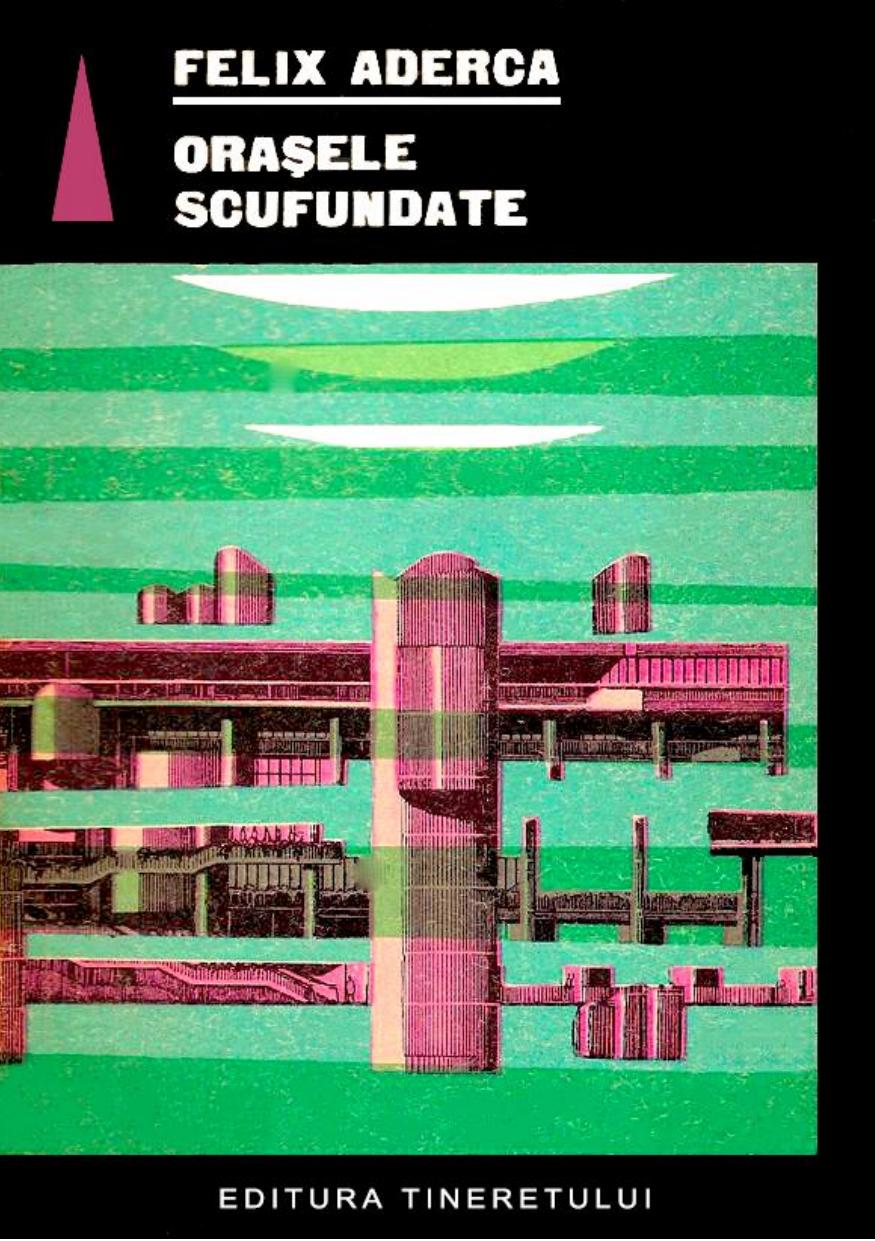 FELIX ADERCA
ORAŞELE
SCUFUNDATE
EDITURA TINERETULUI